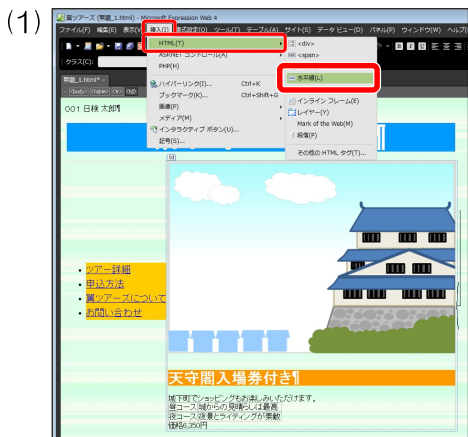 (1)
翼ツアーズ (無題_1.html) - Microsoft Expression Web 4
ファイル(F) 編集(E) 表示(V) 挿入(I) 書式設定(O) ツール(T) テーブル(A) サイト(S) データ ビュー(D) パネル(P) ウィンドウ(W) ヘルプ(
HTML(T) <div>
ASP.NET コントロール(A) <span>
PHP(H)
クラス(C):
水平線(L)
無題_1.html*
ハイパーリンク(I)... Ctrl+K
<body> <table> <tr> <td>
ブックマーク(K)... Ctrl+Shift+G
インライン フレーム(E)
001 日検 太郎
画像(P)
レイヤー(Y)
メディア(M)
Mark of the Web(M)
インタラクティブ ボタン(U)...
段落(P)
記号(S)...
その他の HTML タグ(T)...
td
ツアー詳細
申込方法
翼ツアーズについて
お問い合わせ
天守閣入場券付き
城下町でショッピングもお楽しみいただけます。
昼コース 城からの見晴らしは最高
夜コース 夜景とライティングが素敵
価格6,350円